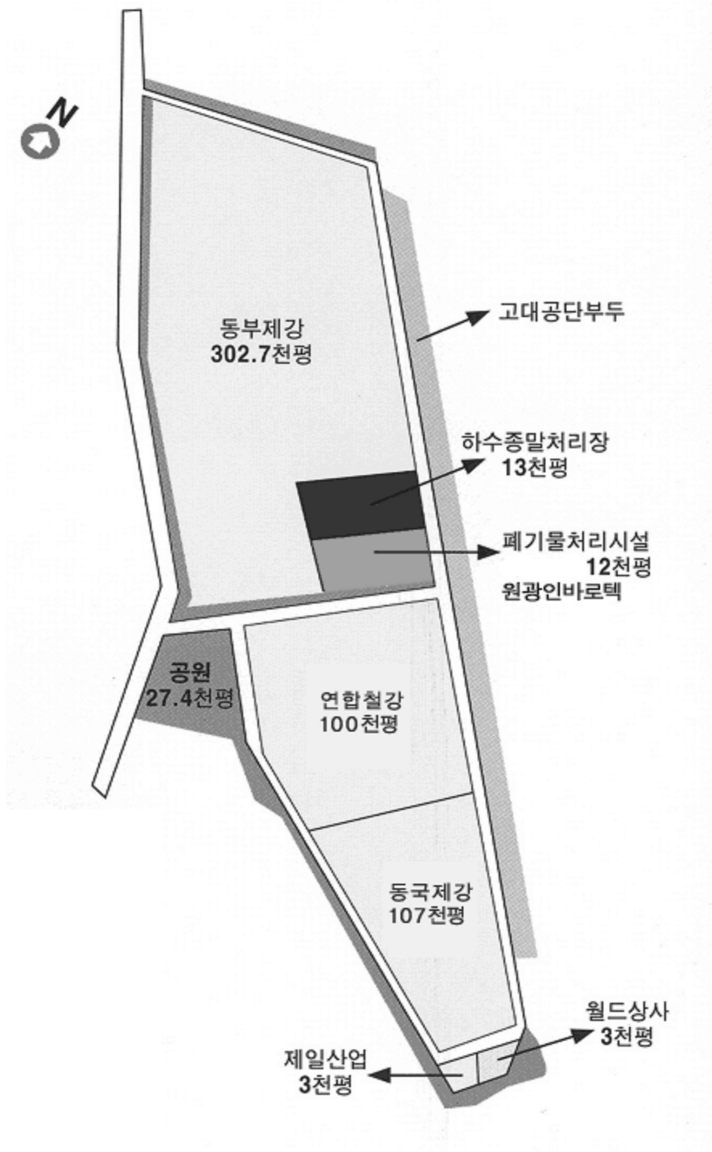 N
동부제강
302.7천평
고대공단부두
하수종말처리장
13천평
폐기물처리시설
12천평
원광인바로텍
공원
27.4천평
연합철강
100천평
동국제강
107천평
월드상사
3천평
제일산업
3천평